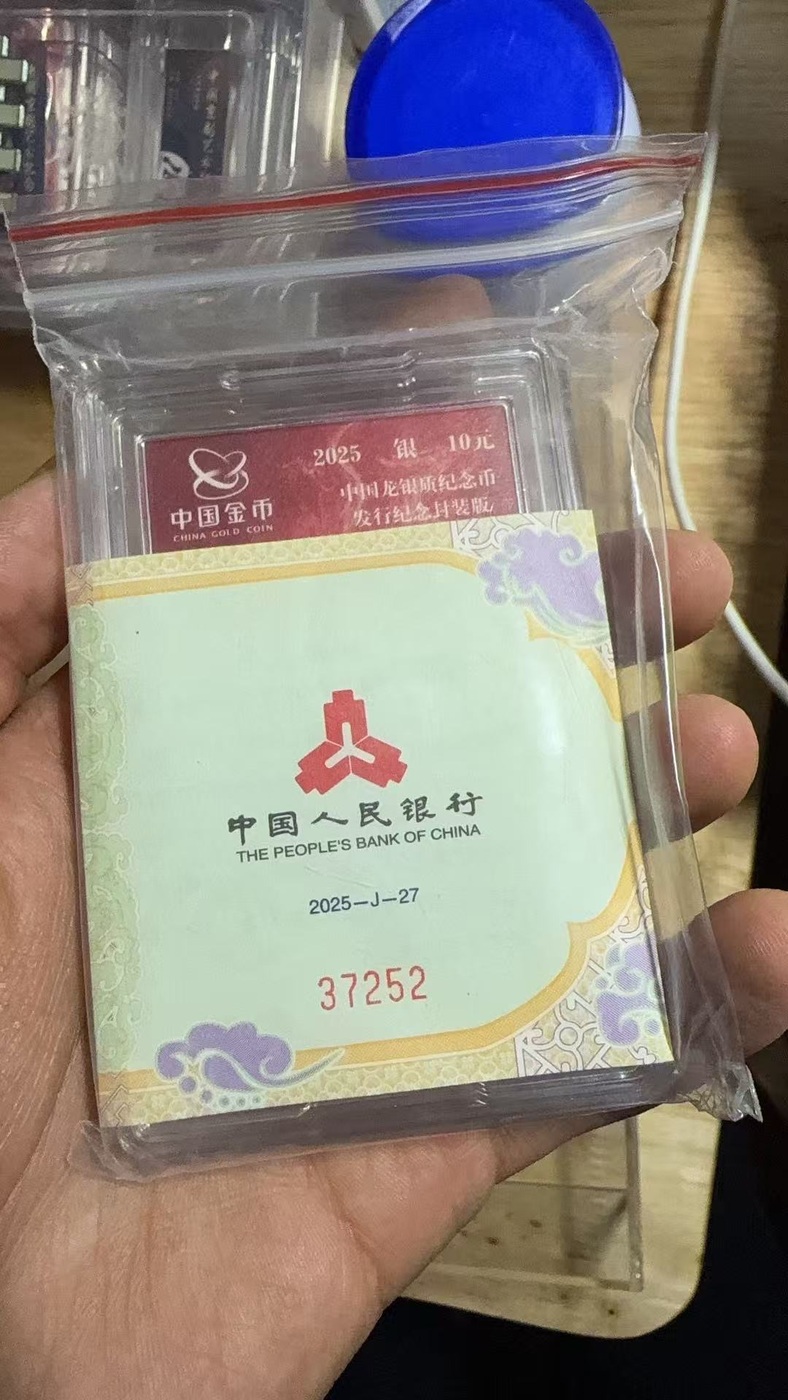 2025 银 10元
中国金币
CHINA GOLD COIN
中国龙银质纪念币
发行纪念封装版
中国人民银行
THE PEOPLE'S BANK OF CHINA
2025—J—27
37252